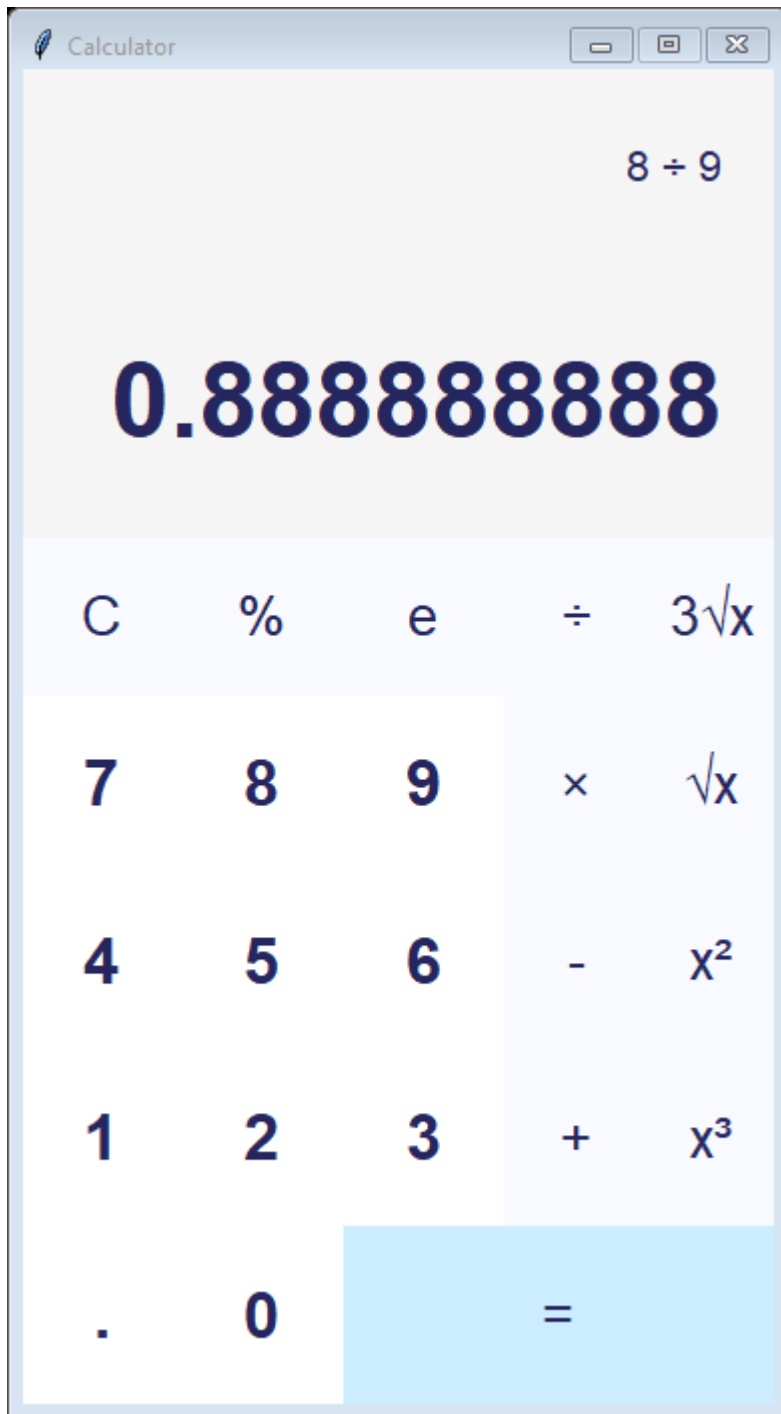 Calculator
8 ÷ 9
0.888888888
C % e ÷ 3√x
7 8 9 × √x
4 5 6 - x²
1 2 3 + x³
. 0 =